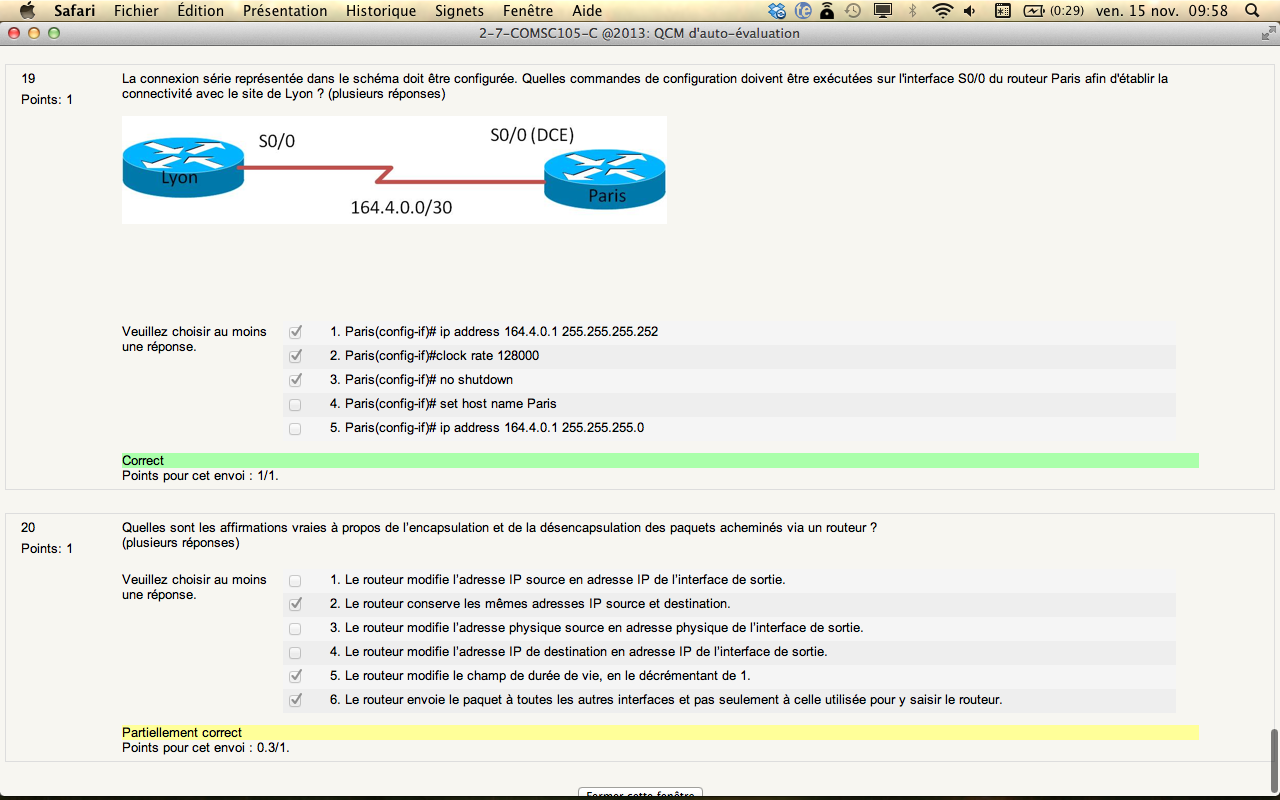 Safari Fichier Édition Présentation Historique Signets Fenêtre Aide (0:29) ven. 15 nov. 09:58
2-7-COMSC105-C @2013: QCM d'auto-évaluation
19
Points: 1
La connexion série représentée dans le schéma doit être configurée. Quelles commandes de configuration doivent être exécutées sur l'interface S0/0 du routeur Paris afin d'établir la
connectivité avec le site de Lyon ? (plusieurs réponses)
S0/0
S0/0 (DCE)
Lyon
Paris
164.4.0.0/30
Veuillez choisir au moins
une réponse.
1. Paris(config-if)# ip address 164.4.0.1 255.255.255.252
2. Paris(config-if)#clock rate 128000
3. Paris(config-if)# no shutdown
4. Paris(config-if)# set host name Paris
5. Paris(config-if)# ip address 164.4.0.1 255.255.255.0
Correct
Points pour cet envoi : 1/1.
20
Points: 1
Quelles sont les affirmations vraies à propos de l'encapsulation et de la désencapsulation des paquets acheminés via un routeur ?
(plusieurs réponses)
Veuillez choisir au moins
une réponse.
1. Le routeur modifie l'adresse IP source en adresse IP de l'interface de sortie.
2. Le routeur conserve les mêmes adresses IP source et destination.
3. Le routeur modifie l'adresse physique source en adresse physique de l'interface de sortie.
4. Le routeur modifie l'adresse IP de destination en adresse IP de l'interface de sortie.
5. Le routeur modifie le champ de durée de vie, en le décrémentant de 1.
6. Le routeur envoie le paquet à toutes les autres interfaces et pas seulement à celle utilisée pour y saisir le routeur.
Partiellement correct
Points pour cet envoi : 0.3/1.
Fermer cette fenêtre